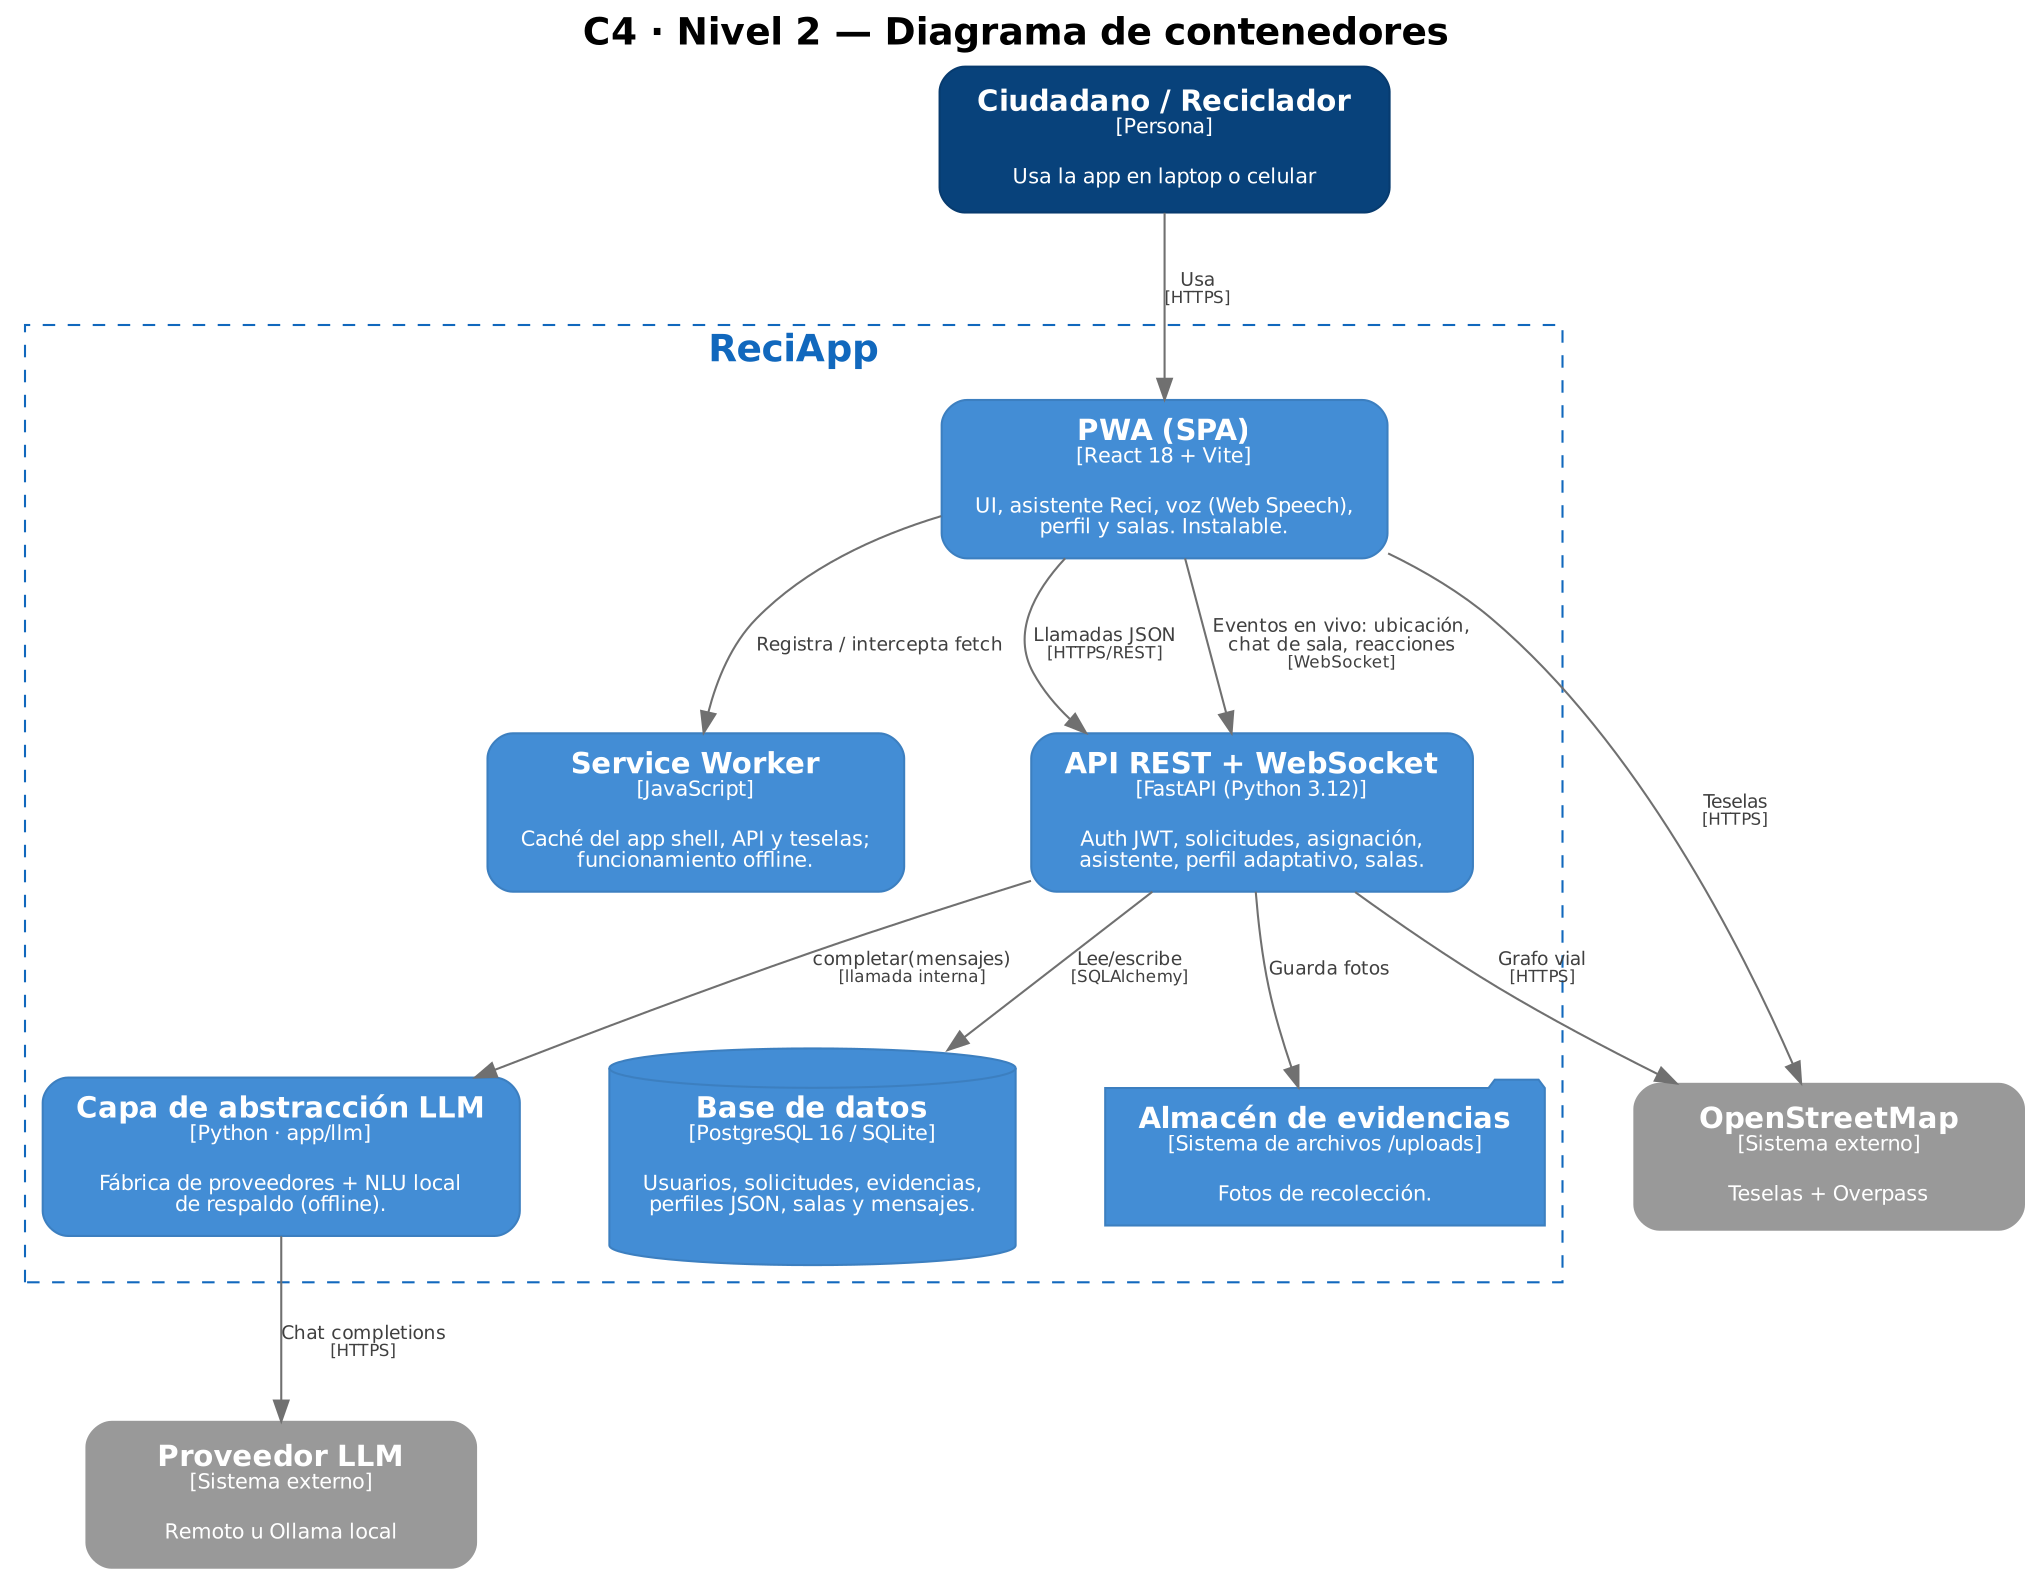 C4 · Nivel 2 — Diagrama de contenedores
Ciudadano / Reciclador
[Persona]
Usa la app en laptop o celular
Usa
[HTTPS]
ReciApp
PWA (SPA)
[React 18 + Vite]
UI, asistente Reci, voz (Web Speech),
perfil y salas. Instalable.
Registra / intercepta fetch
Llamadas JSON
[HTTPS/REST]
Eventos en vivo: ubicación,
chat de sala, reacciones
[WebSocket]
Teselas
[HTTPS]
Service Worker
[JavaScript]
Caché del app shell, API y teselas;
funcionamiento offline.
API REST + WebSocket
[FastAPI (Python 3.12)]
Auth JWT, solicitudes, asignación,
asistente, perfil adaptativo, salas.
completar(mensajes)
[llamada interna]
Lee/escribe
[SQLAlchemy]
Guarda fotos
Grafo vial
[HTTPS]
Capa de abstracción LLM
[Python · app/llm]
Fábrica de proveedores + NLU local
de respaldo (offline).
Base de datos
[PostgreSQL 16 / SQLite]
Usuarios, solicitudes, evidencias,
perfiles JSON, salas y mensajes.
Almacén de evidencias
[Sistema de archivos /uploads]
Fotos de recolección.
OpenStreetMap
[Sistema externo]
Teselas + Overpass
Chat completions
[HTTPS]
Proveedor LLM
[Sistema externo]
Remoto u Ollama local